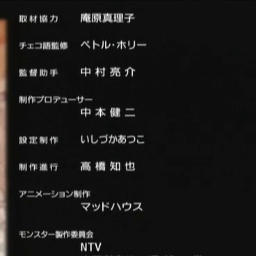 取材協力 庵原真理子
チェコ語監修 ペトル・ホリー
監督助手 中村亮介
制作プロデューサー
中本健二
設定制作 いしづかあつこ
制作進行 高橋知也
アニメーション制作
マッドハウス
モンスター製作委員会
NTV